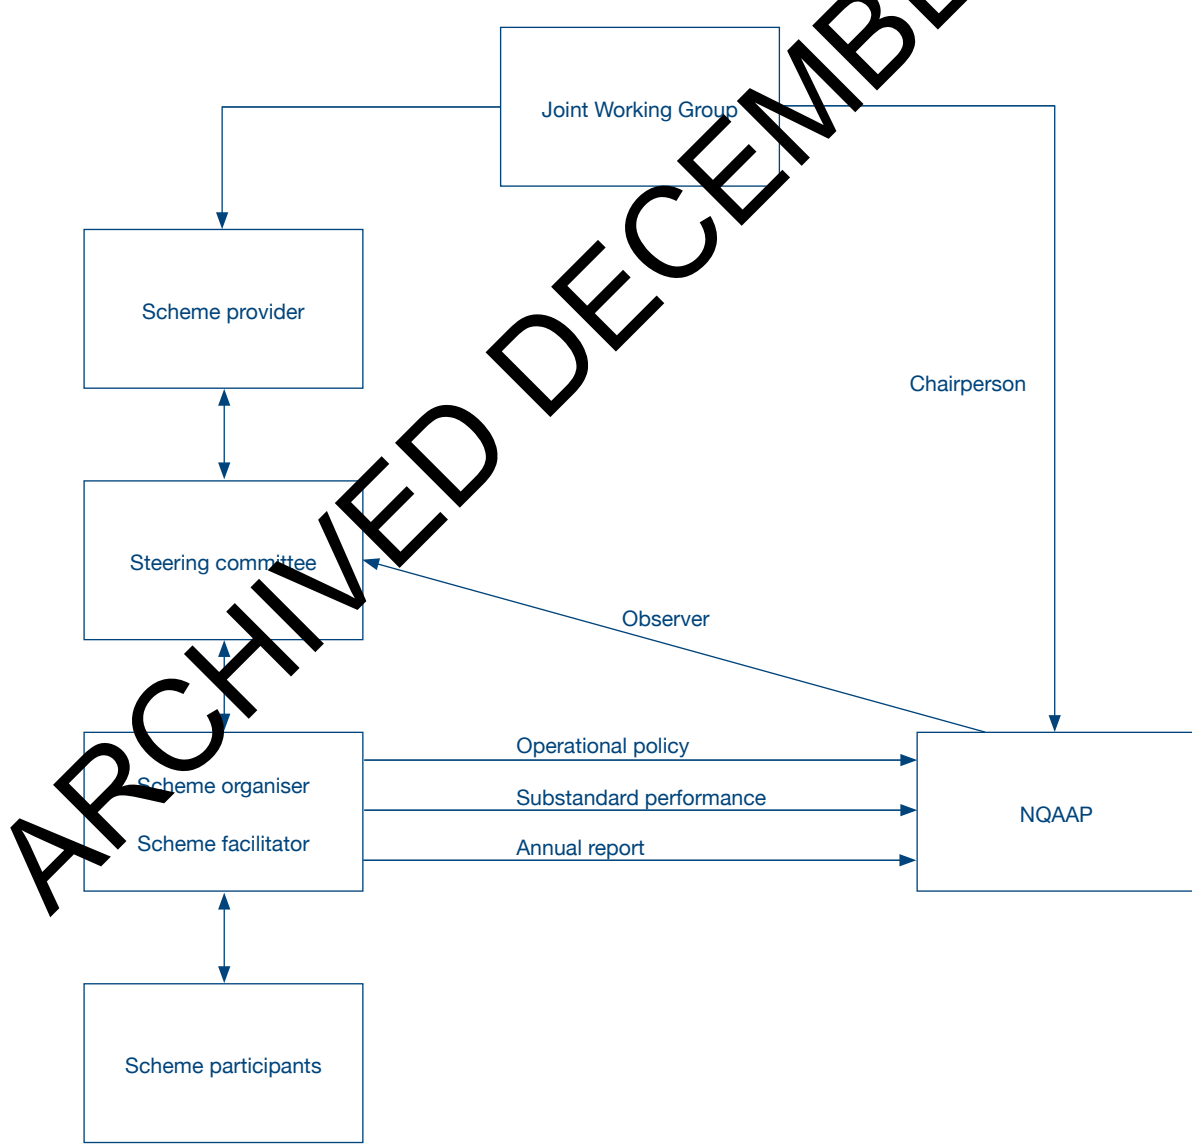 Joint Working Group
Scheme provider
Chairperson
Steering committee
Observer
Operational policy
Scheme organiser
Substandard performance
NQAAP
Scheme facilitator
Annual report
Scheme participants
ARCHIVED